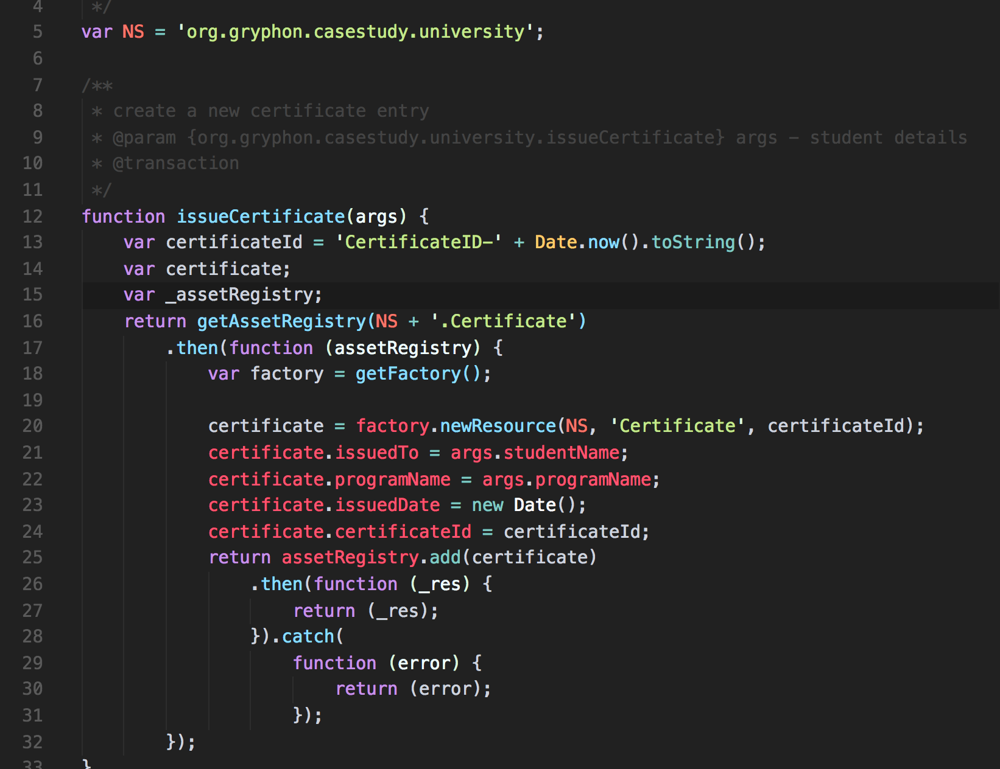 4 */
5 var NS = 'org.gryphon.casestudy.university';
6
7 /**
8 * create a new certificate entry
9 * @param {org.gryphon.casestudy.university.issueCertificate} args - student details
10 * @transaction
11 */
12 function issueCertificate(args) {
13 var certificateId = 'CertificateID-' + Date.now().toString();
14 var certificate;
15 var _assetRegistry;
16 return getAssetRegistry(NS + '.Certificate')
17 .then(function (assetRegistry) {
18 var factory = getFactory();
19
20 certificate = factory.newResource(NS, 'Certificate', certificateId);
21 certificate.issuedTo = args.studentName;
22 certificate.programName = args.programName;
23 certificate.issuedDate = new Date();
24 certificate.certificateId = certificateId;
25 return assetRegistry.add(certificate)
26 .then(function (_res) {
27 return (_res);
28 }).catch(
29 function (error) {
30 return (error);
31 });
32 });
33 }